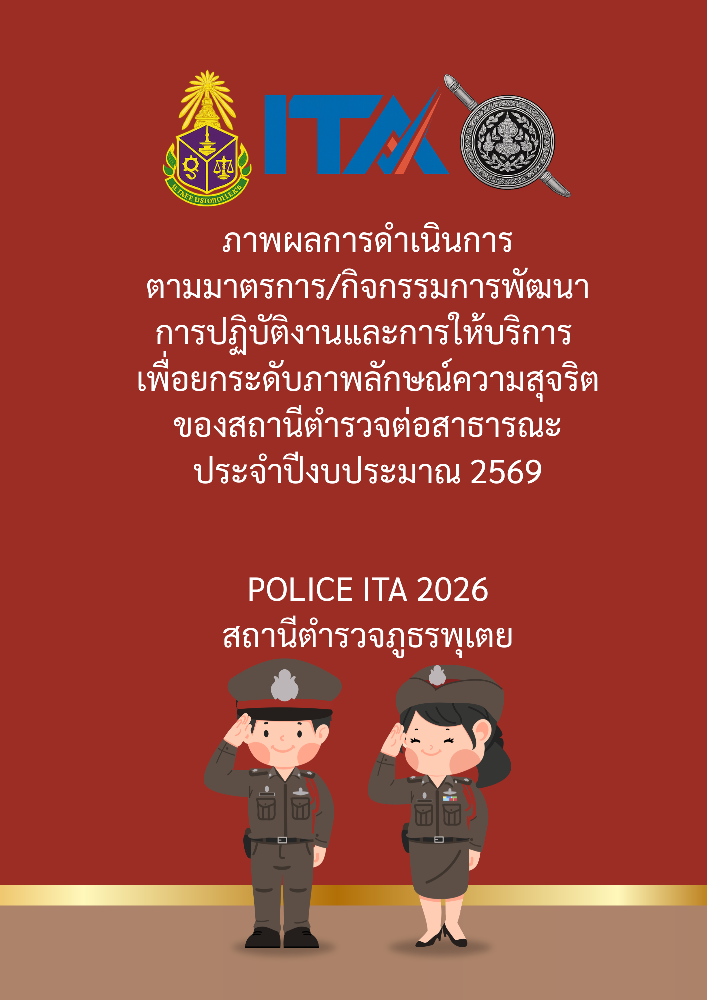 ITA
ภาพผลการดำเนินการ
ตามมาตรการ/กิจกรรมการพัฒนา
การปฏิบัติงานและการให้บริการ
เพื่อยกระดับภาพลักษณ์ความสุจริต
ของสถานีตำรวจต่อสาธารณะ
ประจำปีงบประมาณ 2569
POLICE ITA 2026
สถานีตำรวจภูธรพุเตย